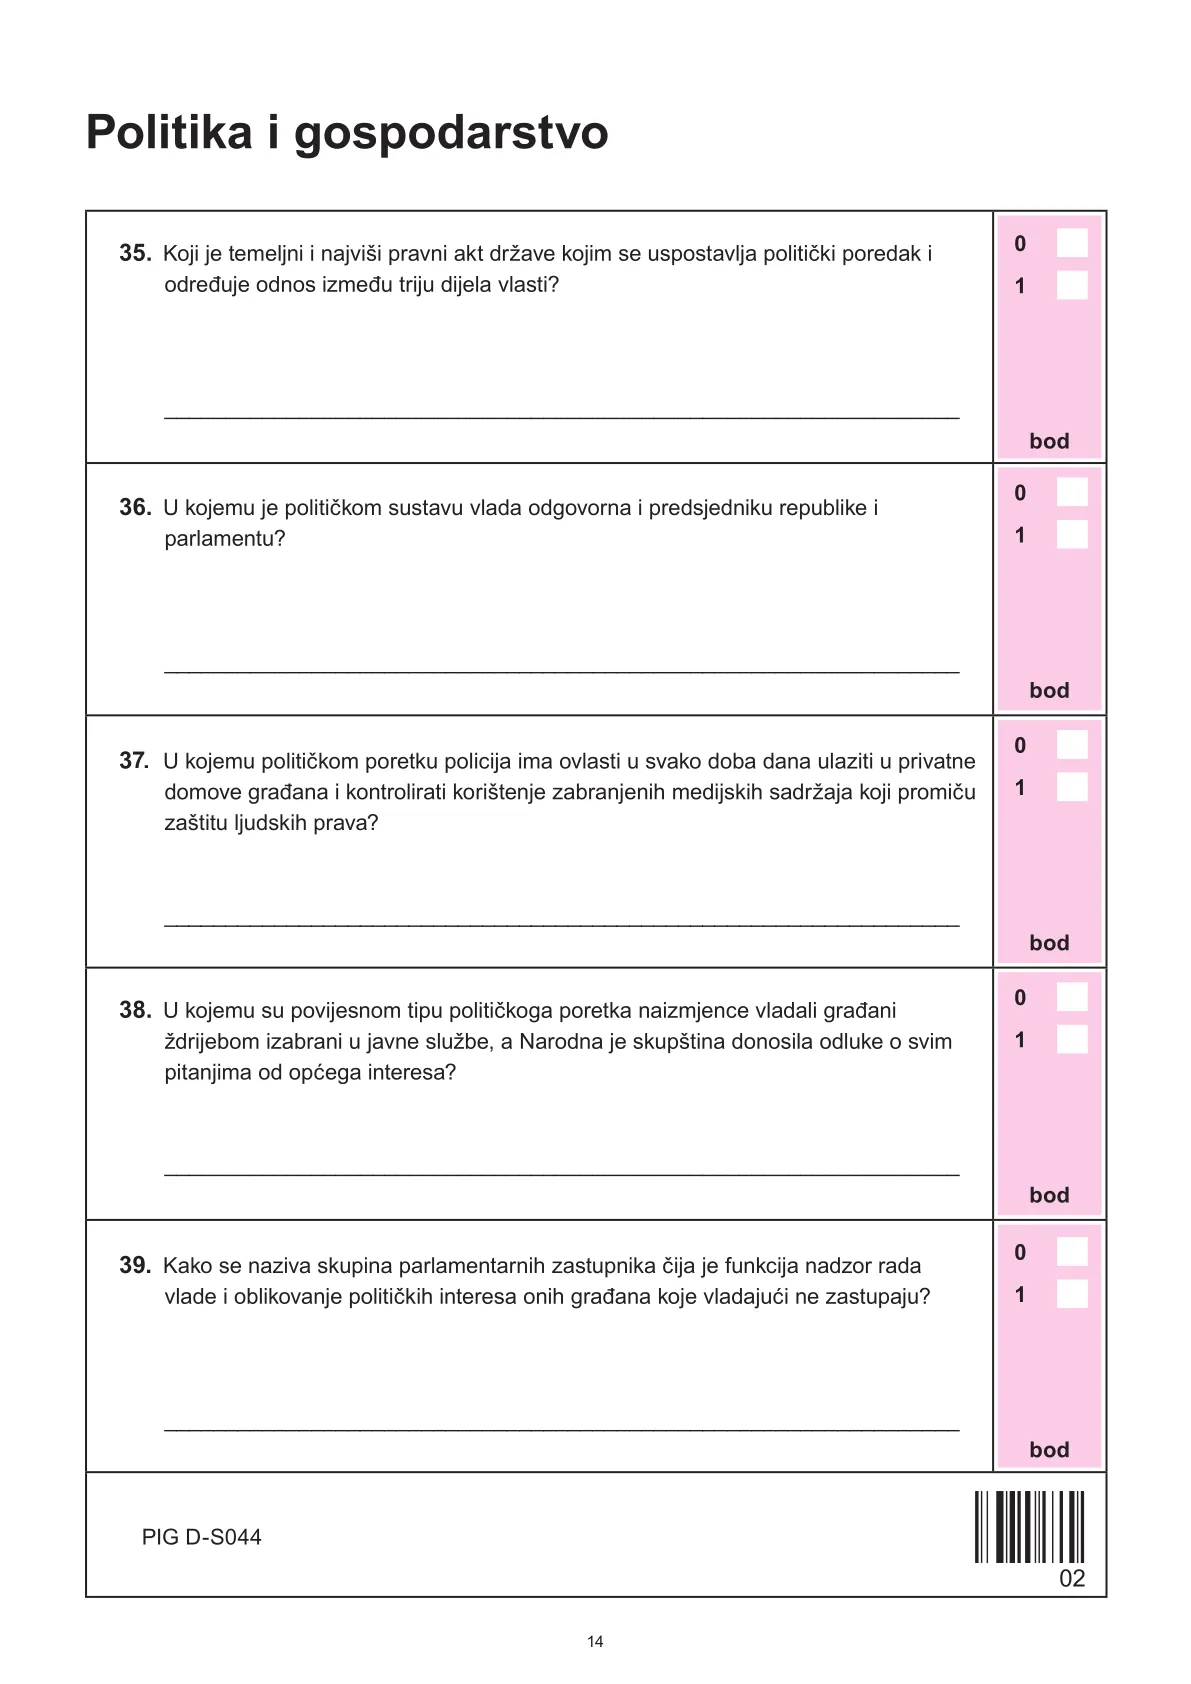 Politika i gospodarstvo
35. Koji je temeljni i najviši pravni akt države kojim se uspostavlja politički poredak i
određuje odnos između triju dijela vlasti?
0
1
bod
36. U kojemu je političkom sustavu vlada odgovorna i predsjedniku republike i
parlamentu?
0
1
bod
37. U kojemu političkom poretku policija ima ovlasti u svako doba dana ulaziti u privatne
domove građana i kontrolirati korištenje zabranjenih medijskih sadržaja koji promiču
zaštitu ljudskih prava?
0
1
bod
38. U kojemu su povijesnom tipu političkoga poretka naizmjence vladali građani
ždrijebom izabrani u javne službe, a Narodna je skupština donosila odluke o svim
pitanjima od općega interesa?
0
1
bod
39. Kako se naziva skupina parlamentarnih zastupnika čija je funkcija nadzor rada
vlade i oblikovanje političkih interesa onih građana koje vladajući ne zastupaju?
0
1
bod
PIG D-S044
02
14